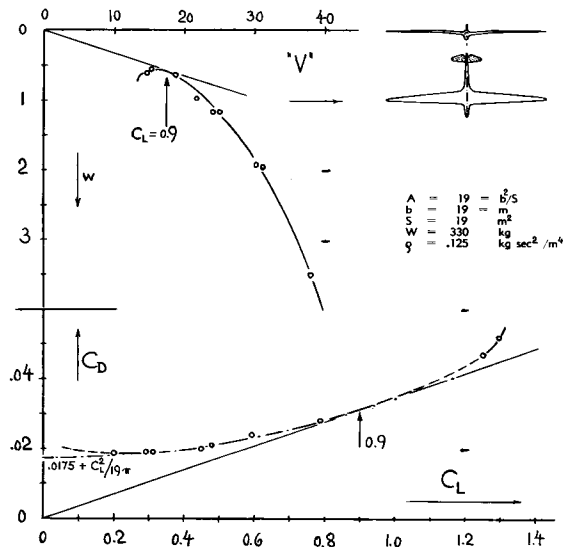 0 10 20 30 40
"V"
0
1
2
3
C_L=0.9
w
A = 19 = b²/S
b = 19 = m
S = 19 m²
W = 330 kg
ρ = .125 kg sec² /m⁴
C_D
.04
.02
0
.0175 + C_L²/19·π
0.9
C_L
0 0.2 0.4 0.6 0.8 1.0 1.2 1.4